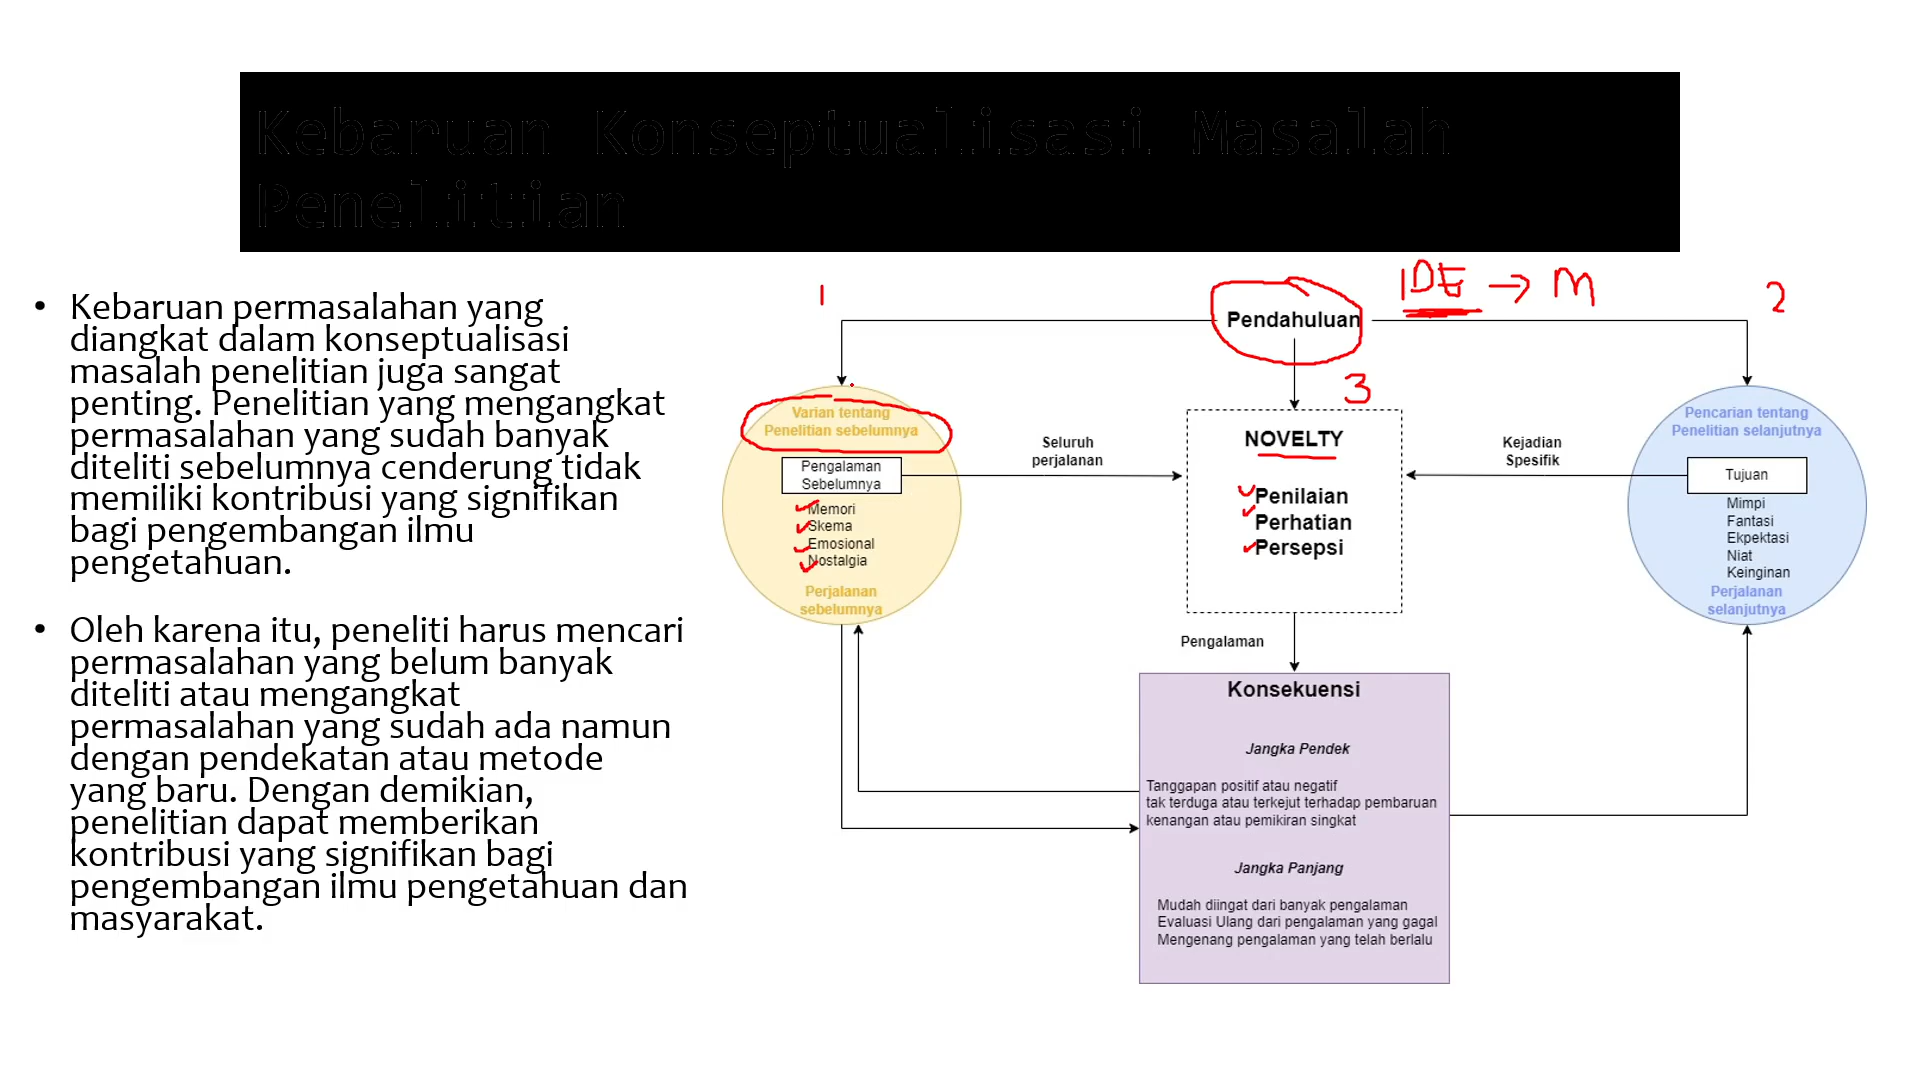 Kebaruan Konseptualisasi Masalah
Penelitian
• Kebaruan permasalahan yang
diangkat dalam konseptualisasi
masalah penelitian juga sangat
penting. Penelitian yang mengangkat
permasalahan yang sudah banyak
diteliti sebelumnya cenderung tidak
memiliki kontribusi yang signifikan
bagi pengembangan ilmu
pengetahuan.
• Oleh karena itu, peneliti harus mencari
permasalahan yang belum banyak
diteliti atau mengangkat
permasalahan yang sudah ada namun
dengan pendekatan atau metode
yang baru. Dengan demikian,
penelitian dapat memberikan
kontribusi yang signifikan bagi
pengembangan ilmu pengetahuan dan
masyarakat.
1
Pendahuluan
IDE → M
2
3
Varian tentang
Penelitian sebelumnya
Pengalaman
Sebelumnya
Memori
Skema
Emosional
Nostalgia
Perjalanan
sebelumnya
Seluruh
perjalanan
NOVELTY
Penilaian
Perhatian
Persepsi
Kejadian
Spesifik
Pencarian tentang
Penelitian selanjutnya
Tujuan
Mimpi
Fantasi
Ekpektasi
Niat
Keinginan
Perjalanan
selanjutnya
Pengalaman
Konsekuensi
Jangka Pendek
Tanggapan positif atau negatif
tak terduga atau terkejut terhadap pembaruan
kenangan atau pemikiran singkat
Jangka Panjang
Mudah diingat dari banyak pengalaman
Evaluasi Ulang dari pengalaman yang gagal
Mengenang pengalaman yang telah berlalu